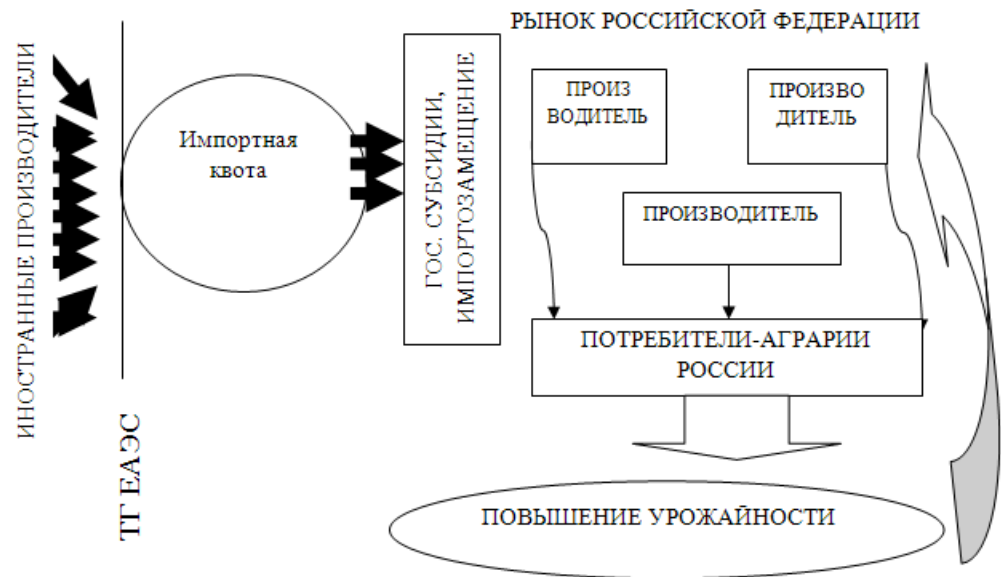 РЫНОК РОССИЙСКОЙ ФЕДЕРАЦИИ
ИНОСТРАННЫЕ ПРОИЗВОДИТЕЛИ
ТГ ЕАЭС
Импортная
квота
ГОС. СУБСИДИИ,
ИМПОРТОЗАМЕЩЕНИЕ
ПРОИЗ
ВОДИТЕЛЬ
ПРОИЗВО
ДИТЕЛЬ
ПРОИЗВОДИТЕЛЬ
ПОТРЕБИТЕЛИ-АГРАРИИ
РОССИИ
ПОВЫШЕНИЕ УРОЖАЙНОСТИ